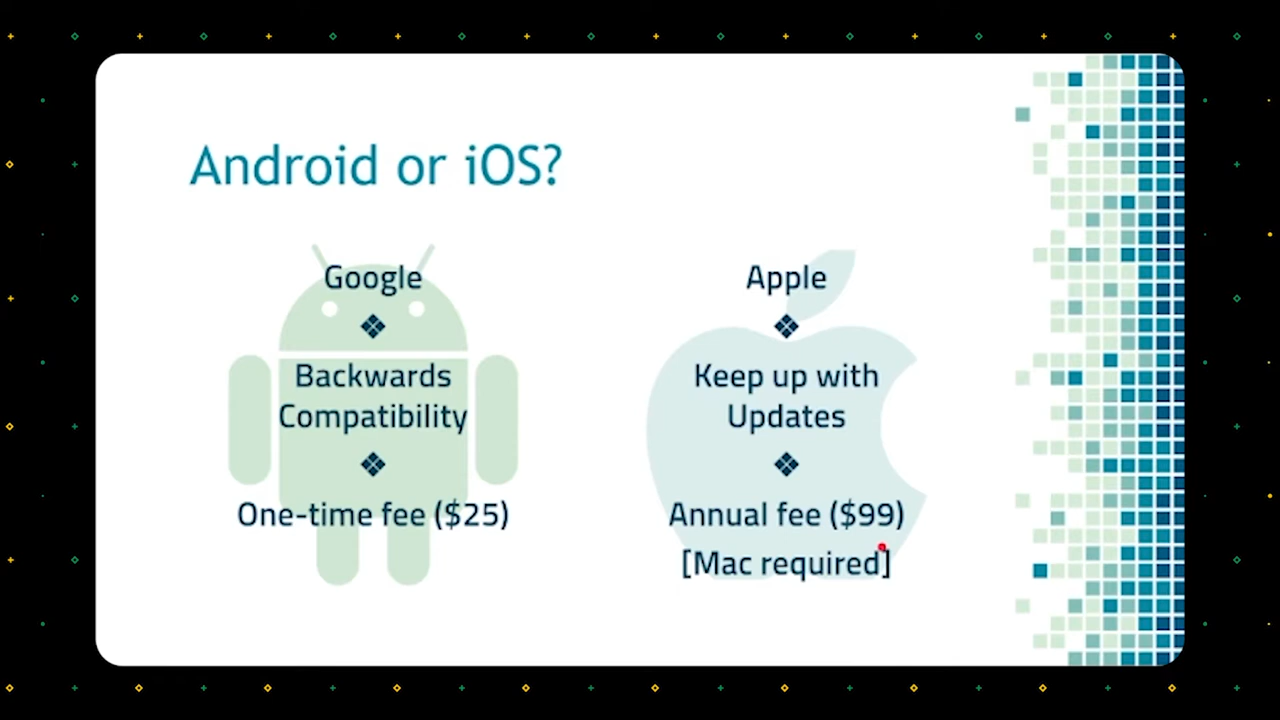 Android or iOS?
Google
Backwards
Compatibility
One-time fee ($25)
Apple
Keep up with
Updates
Annual fee ($99)
[Mac required]